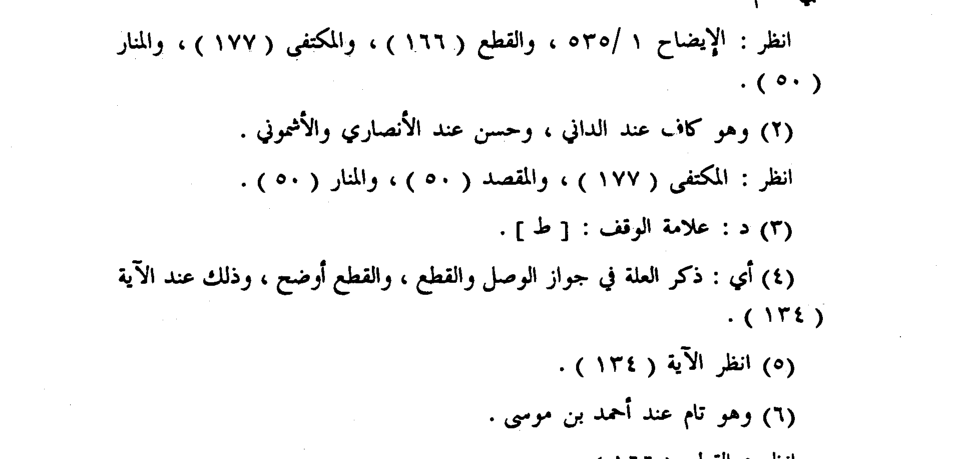 انظر : الإيضاح ١ /٥٣٥ ، والقطع ( ١٦٦ ) ، والمكتفى ( ١٧٧ ) ، والمنار
( ٥٠ ) .
(٢) وهو كاف عند الداني ، وحسن عند الأنصاري والأشموني .
انظر : المكتفى ( ١٧٧ ) ، والمقصد ( ٥٠ ) ، والمنار ( ٥٠ ) .
(٣) د : علامة الوقف : [ ط ] .
(٤) أي : ذكر العلة في جواز الوصل والقطع ، والقطع أوضح ، وذلك عند الآية
( ١٣٤ ) .
(٥) انظر الآية ( ١٣٤ ) .
(٦) وهو تام عند أحمد بن موسى .